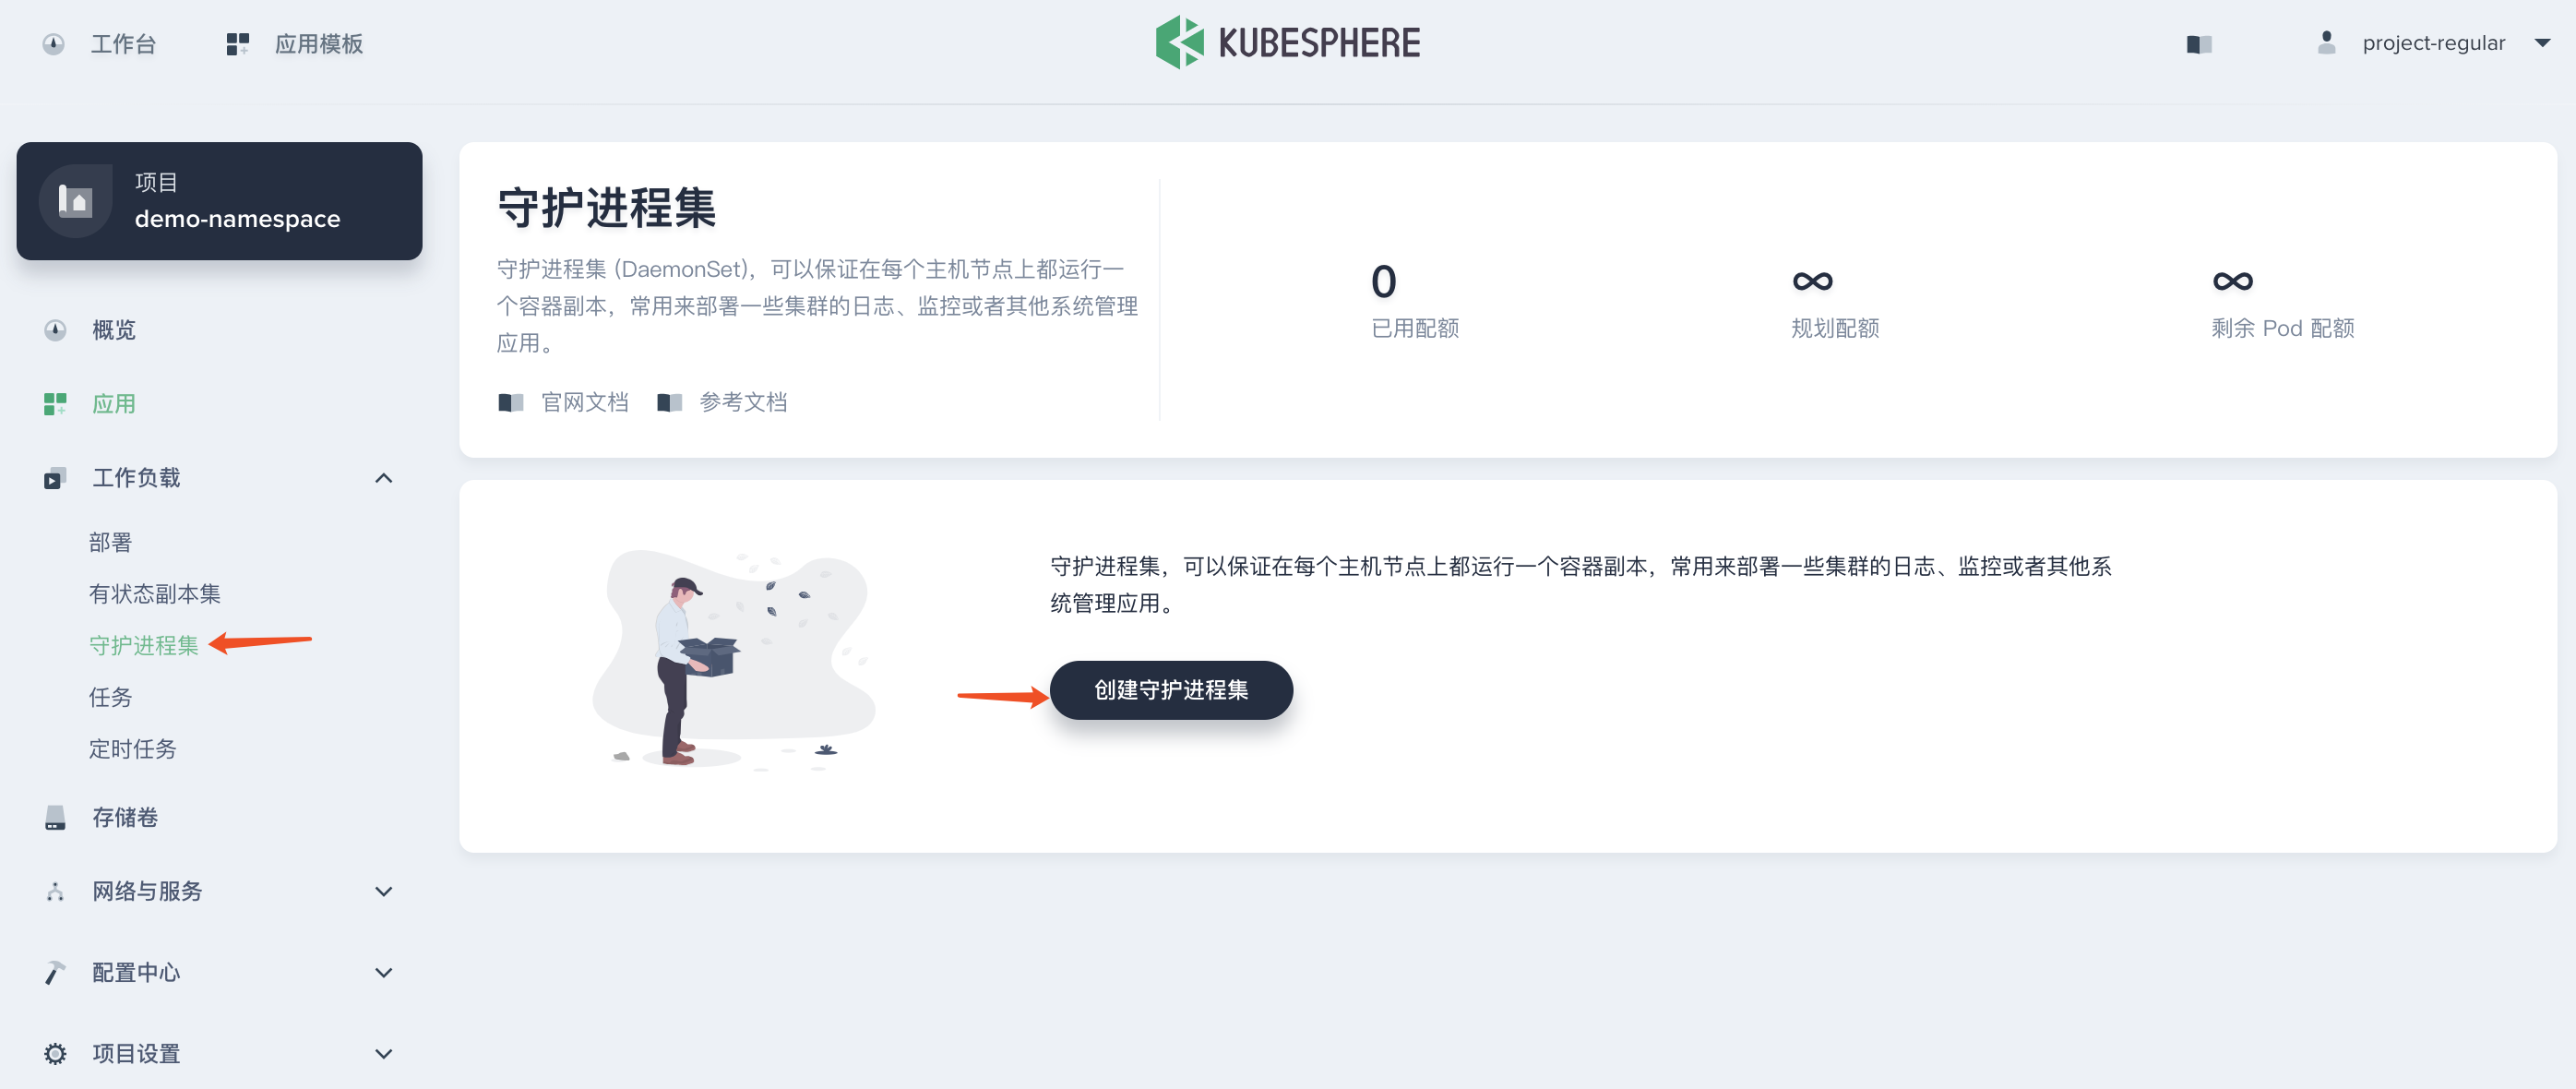 工作台
应用模板
KUBESPHERE
project-regular
项目
demo-namespace
概览
应用
工作负载
部署
有状态副本集
守护进程集
任务
定时任务
存储卷
网络与服务
配置中心
项目设置
守护进程集
守护进程集 (DaemonSet)，可以保证在每个主机节点上都运行一
个容器副本，常用来部署一些集群的日志、监控或者其他系统管理
应用。
官网文档
参考文档
0
已用配额
∞
规划配额
∞
剩余 Pod 配额
守护进程集，可以保证在每个主机节点上都运行一个容器副本，常用来部署一些集群的日志、监控或者其他系
统管理应用。
创建守护进程集